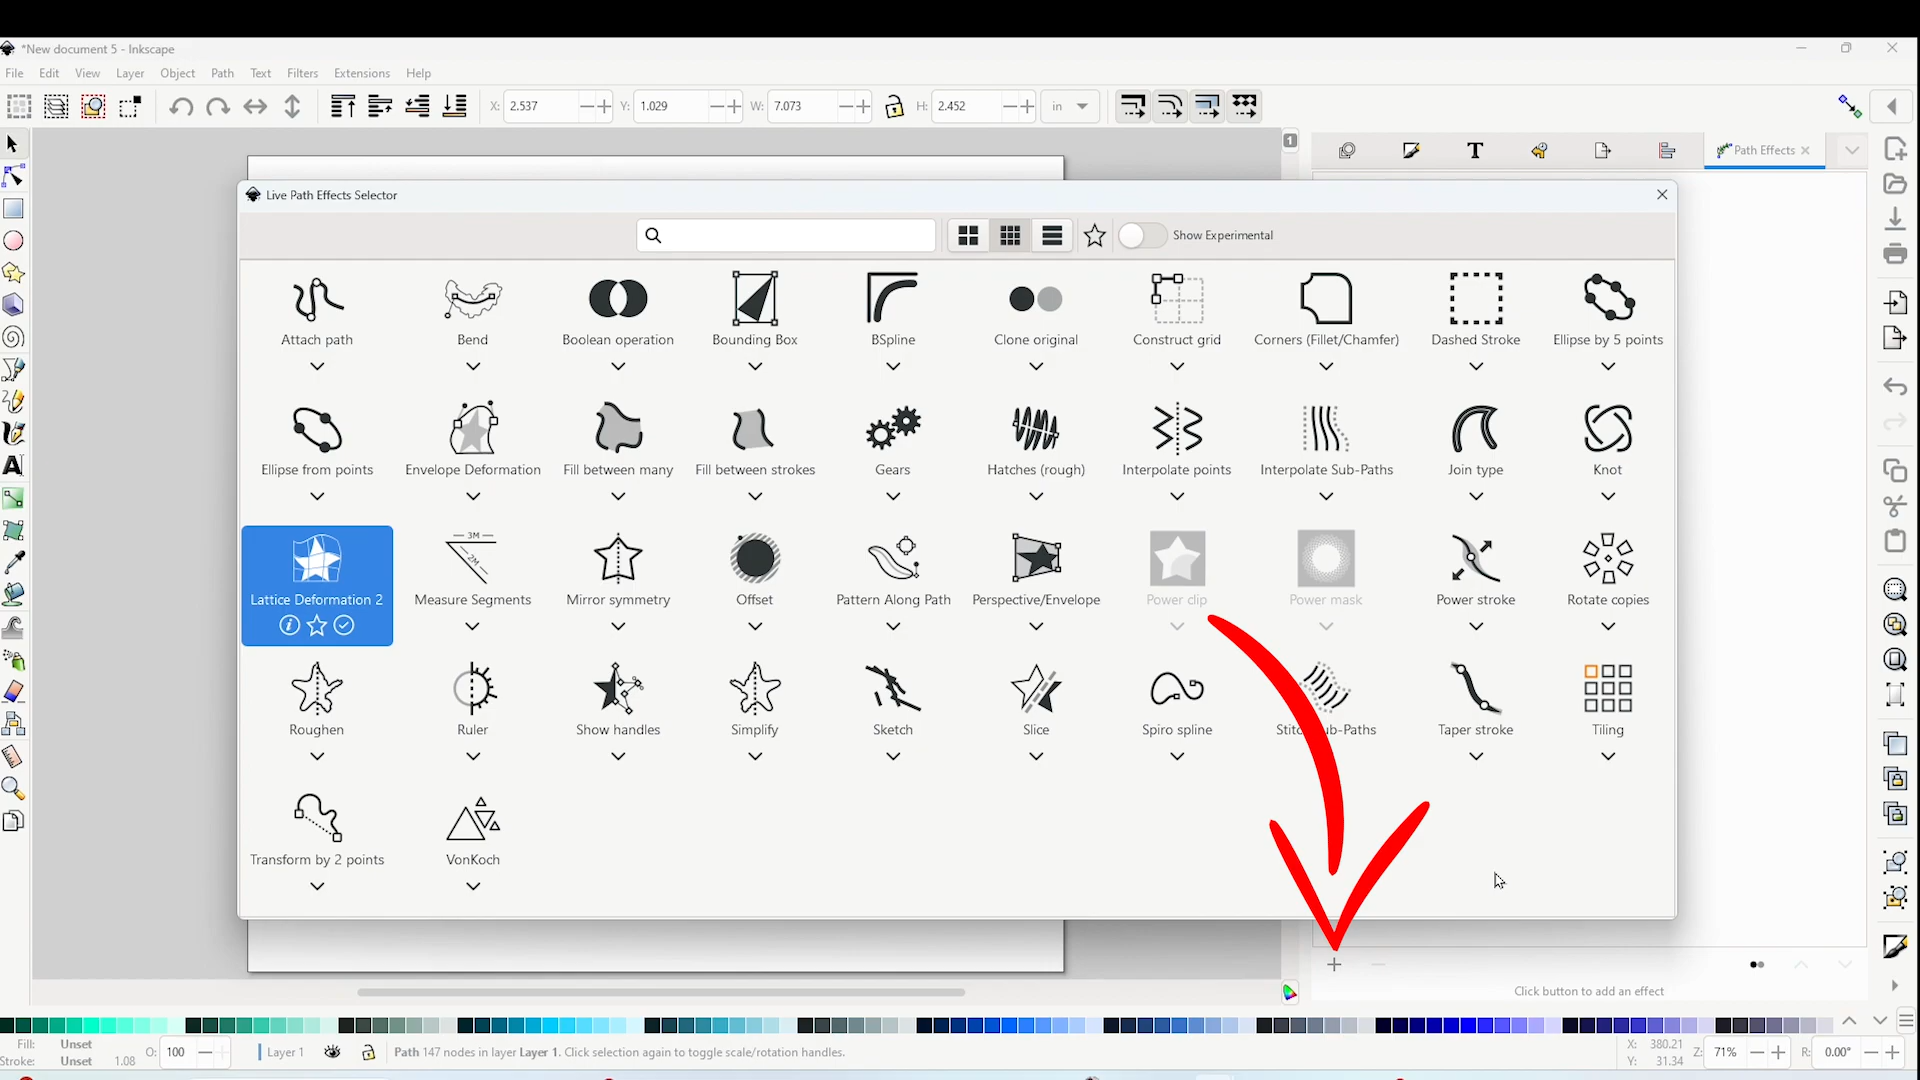 *New document 5 - Inkscape
File Edit View Layer Object Path Text Filters Extensions Help
X: 2.537 Y: 1.029 W: 7.073 H: 2.452 in
1
Path Effects
Live Path Effects Selector
Show Experimental
Attach path Bend Boolean operation Bounding Box BSpline Clone original Construct grid Corners (Fillet/Chamfer) Dashed Stroke Ellipse by 5 points
Ellipse from points Envelope Deformation Fill between many Fill between strokes Gears Hatches (rough) Interpolate points Interpolate Sub-Paths Join type Knot
3M
2M
Lattice Deformation 2 Measure Segments Mirror symmetry Offset Pattern Along Path Perspective/Envelope Power clip Power mask Power stroke Rotate copies
Roughen Ruler Show handles Simplify Sketch Slice Spiro spline Stitch Sub-Paths Taper stroke Tiling
Transform by 2 points VonKoch
Click button to add an effect
Fill: Unset O: 100 Layer 1 Path 147 nodes in layer Layer 1. Click selection again to toggle scale/rotation handles. X: 380.21 Z: 71% R: 0.00°
Stroke: Unset 1.08 Y: 31.34